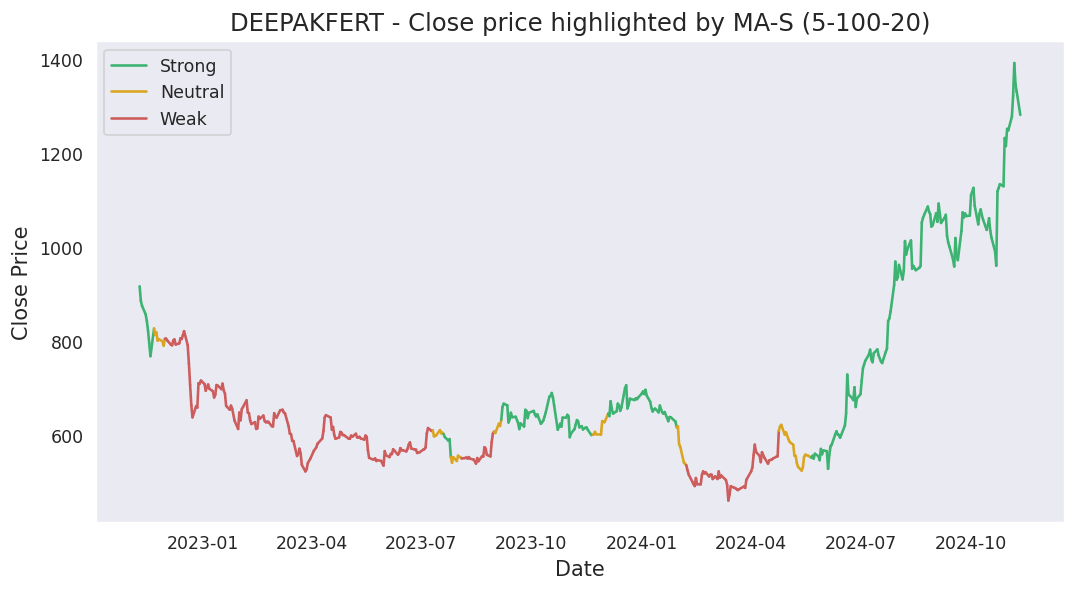 DEEPAKFERT - Close price highlighted by MA-S (5-100-20)
Strong
Neutral
Weak
1400
1200
1000
800
600
Close Price
2023-01 2023-04 2023-07 2023-10 2024-01 2024-04 2024-07 2024-10
Date